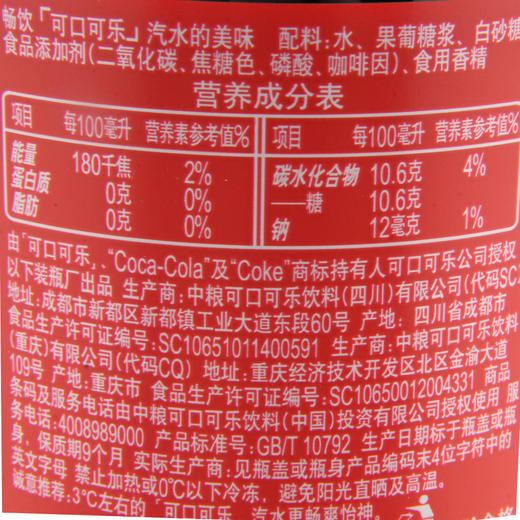 畅饮「可口可乐」汽水的美味 配料:水、果葡糖浆、白砂糖
食品添加剂(二氧化碳、焦糖色、磷酸、咖啡因)、食用香精
营养成分表
项目 每100毫升 营养素参考值% 项目 每100毫升 营养素参考值%
能量 180千焦 2% 碳水化合物 10.6克 4%
蛋白质 0克 0% ——糖 10.6克
脂肪 0克 0% 钠 12毫克 1%
由「可口可乐」、“Coca-Cola”及“Coke”商标持有人可口可乐公司授权
以下装瓶厂出品 生产商:中粮可口可乐饮料(四川)有限公司(代码SC
地址:成都市新都区新都镇工业大道东段60号 产地:四川省成都市
食品生产许可证编号:SC10651011400591 生产商:中粮可口可乐饮料
(重庆)有限公司(代码CQ) 地址:重庆经济技术开发区北区金渝大道
109号 产地:重庆市 食品生产许可证编号:SC10650012004331 商品
条码及服务电话由中粮可口可乐饮料(中国)投资有限公司授权使用 服
务电话:4008989000 产品标准号:GB/T 10792 生产日期标于瓶盖或瓶
身,保质期9个月 实际生产商:见瓶盖或瓶身产品编码末4位字符中的
英文字母 禁止加热或0℃以下冷冻,避免阳光直晒及高温。
诚意推荐:3℃左右的「可口可乐」汽水更畅爽怡神。